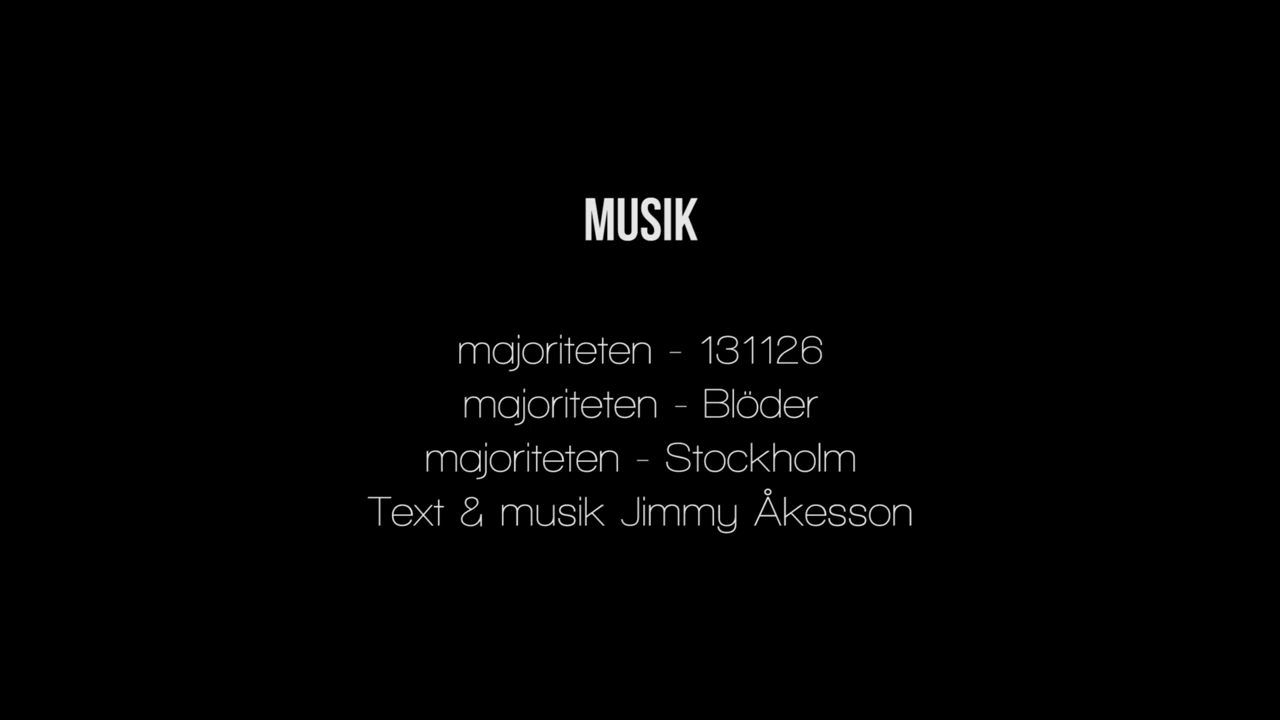 MUSIK
majoriteten - 131126
majoriteten - Blöder
majoriteten - Stockholm
Text & musik Jimmy Åkesson